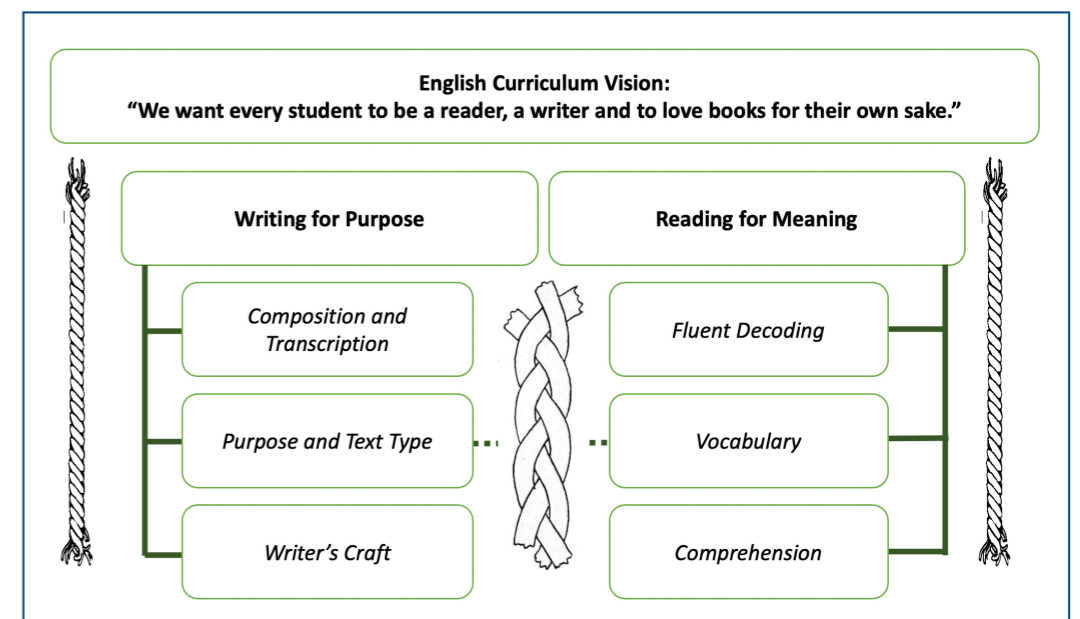 English Curriculum Vision:
“We want every student to be a reader, a writer and to love books for their own sake.”
Writing for Purpose
Reading for Meaning
Composition and
Transcription
Fluent Decoding
Purpose and Text Type
Vocabulary
Writer’s Craft
Comprehension